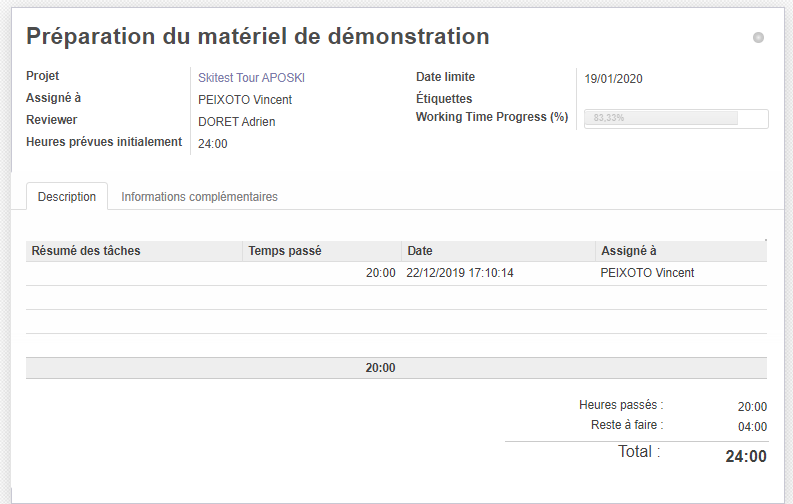 Préparation du matériel de démonstration
Projet Skitest Tour APOSKI Date limite 19/01/2020
Assigné à PEIXOTO Vincent Étiquettes
Reviewer DORET Adrien Working Time Progress (%) 83,33%
Heures prévues initialement 24:00
Description Informations complémentaires
Résumé des tâches Temps passé Date Assigné à
20:00 22/12/2019 17:10:14 PEIXOTO Vincent
20:00
Heures passés : 20:00
Reste à faire : 04:00
Total : 24:00